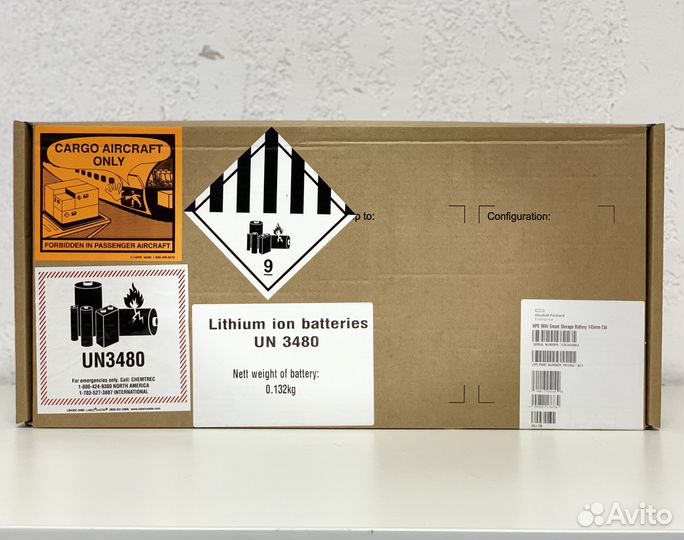 CARGO AIRCRAFT
ONLY
FORBIDDEN IN PASSENGER AIRCRAFT
9
p to:
Configuration:
UN3480
For emergencies only. Call: CHEMTREC
1-800-424-9300 NORTH AMERICA
1-703-527-3887 INTERNATIONAL
Lithium ion batteries
UN 3480
Nett weight of battery:
0.132kg
Hewlett Packard
Enterprise
HPE 96W Smart Storage Battery 145mm Cbl
Avito